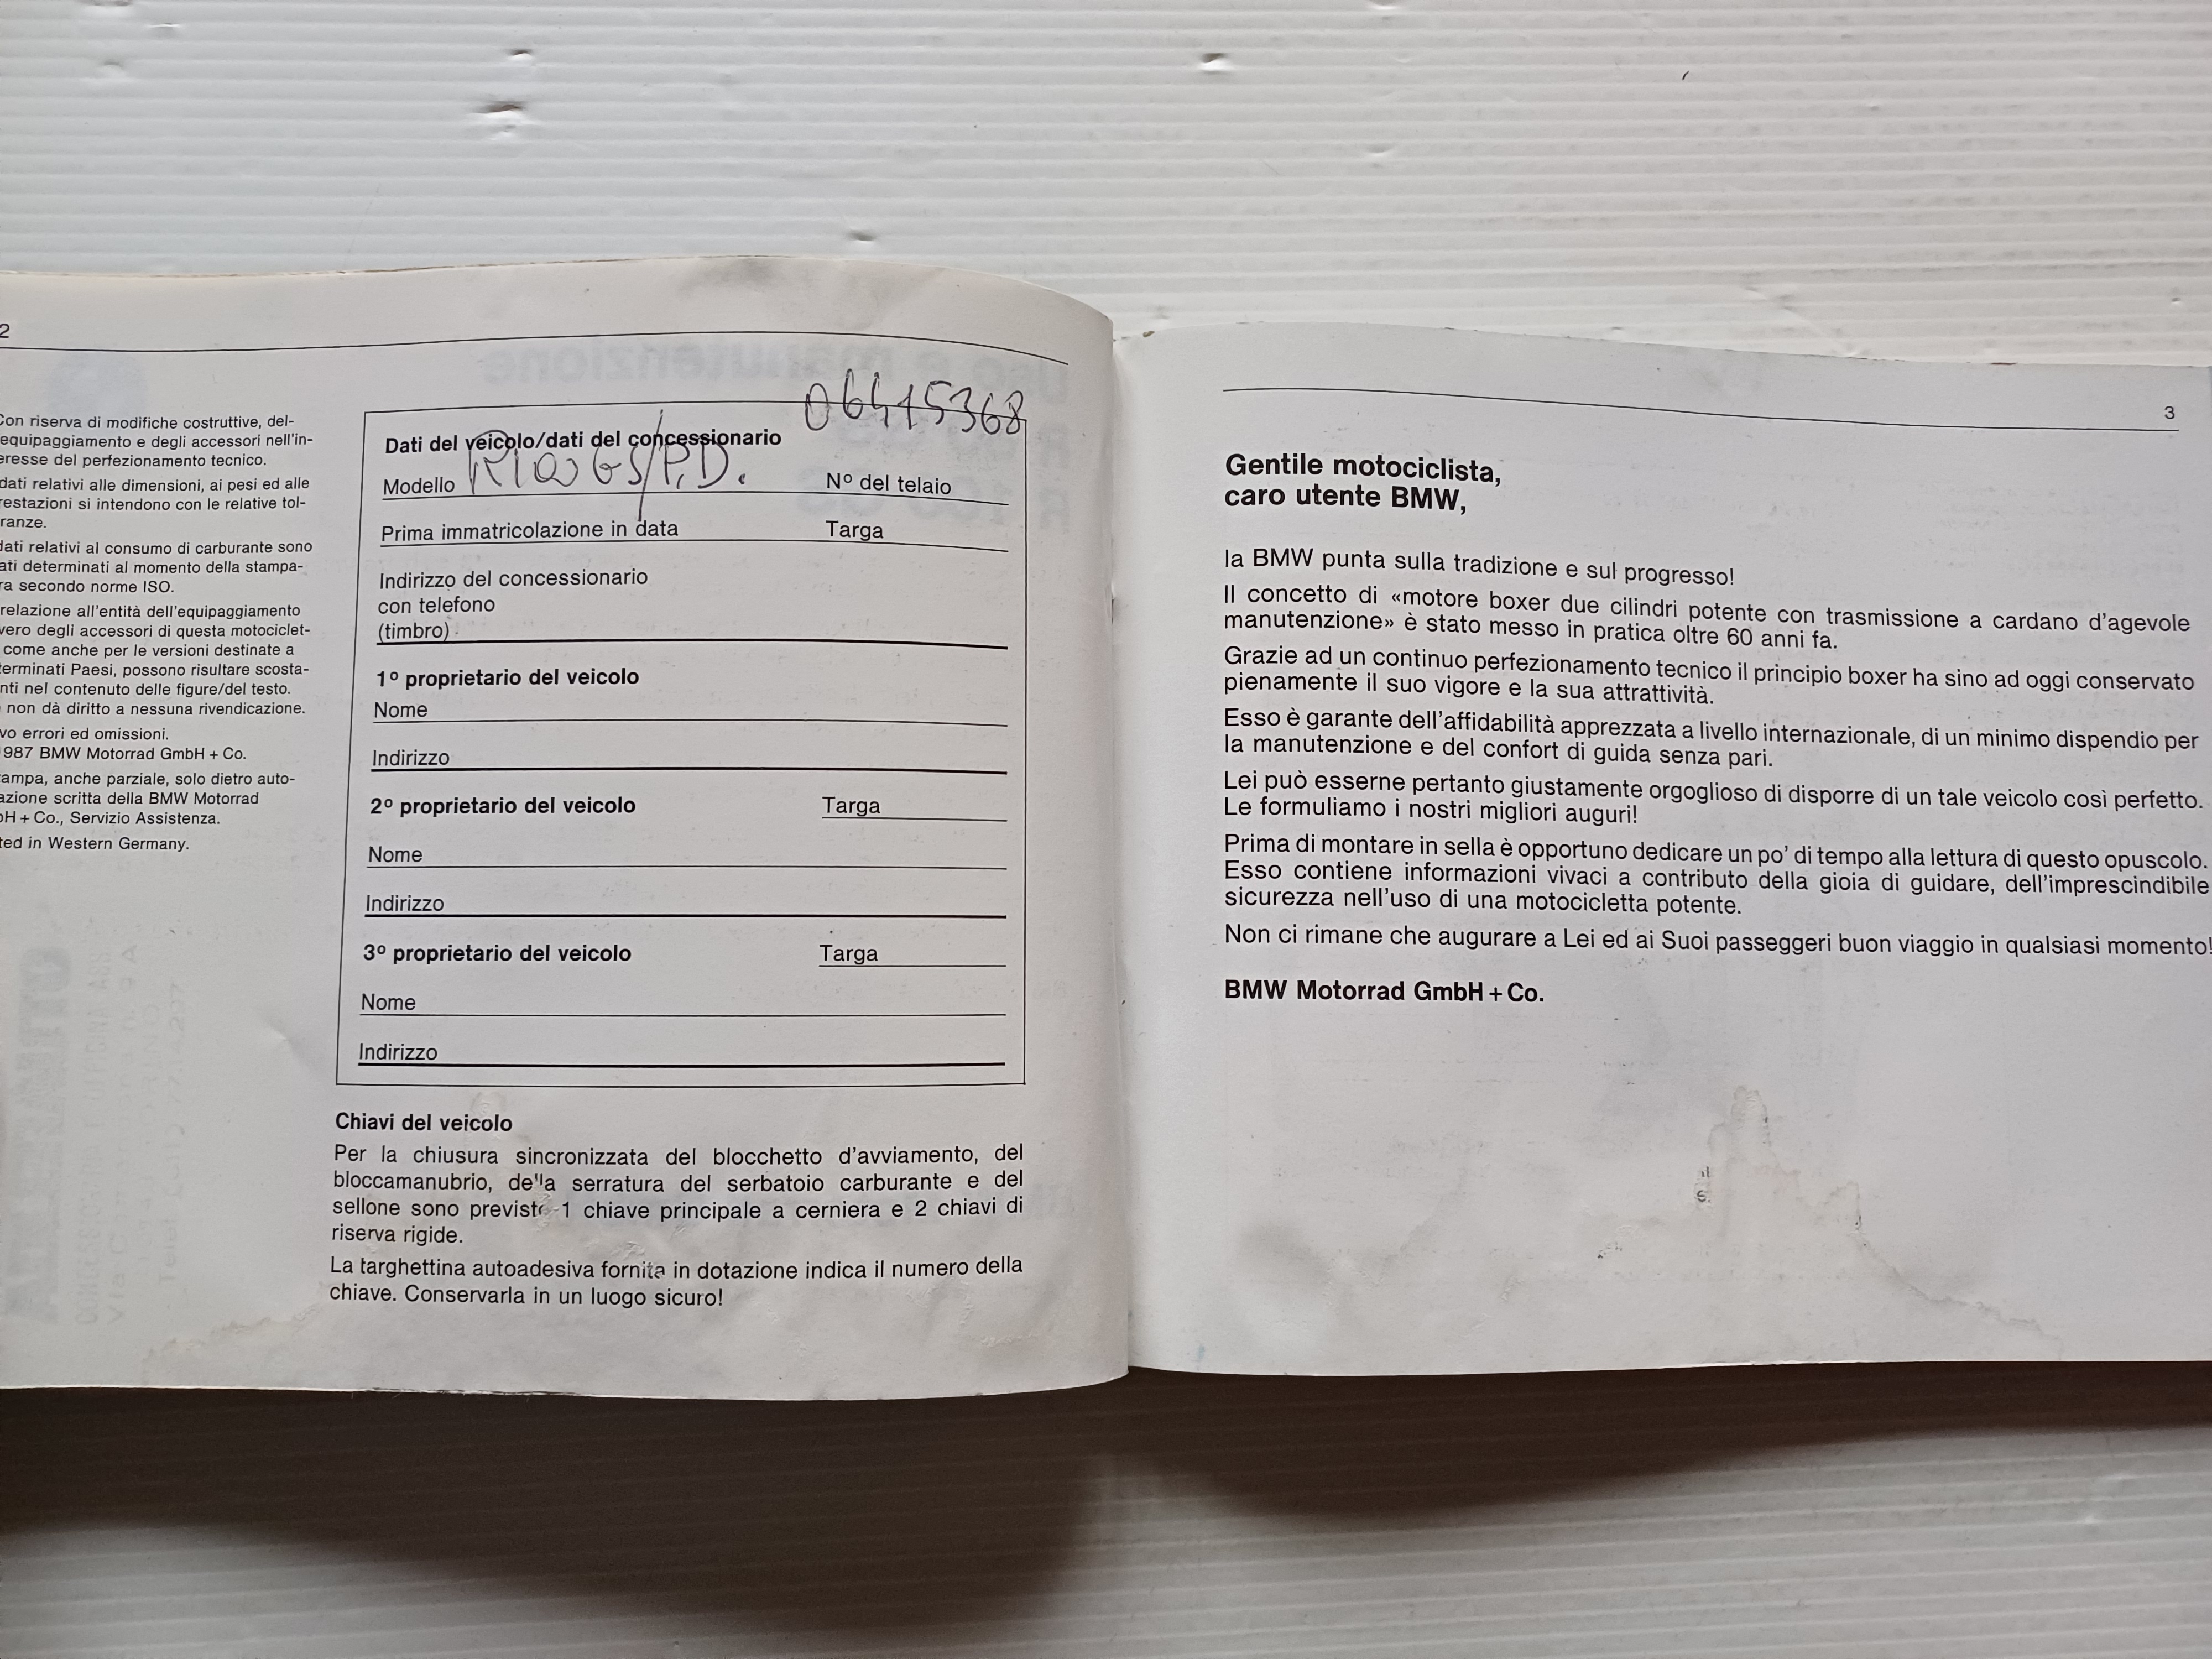 2
Con riserva di modifiche costruttive, del-
equipaggiamento e degli accessori nell'in-
eresse del perfezionamento tecnico.
dati relativi alle dimensioni, ai pesi ed alle
restazioni si intendono con le relative tol-
ranze.
dati relativi al consumo di carburante sono
ati determinati al momento della stampa-
ra secondo norme ISO.
relazione all'entità dell'equipaggiamento
vero degli accessori di questa motociclet-
come anche per le versioni destinate a
terminati Paesi, possono risultare scosta-
nti nel contenuto delle figure/del testo.
non dà diritto a nessuna rivendicazione.
vo errori ed omissioni.
987 BMW Motorrad GmbH + Co.
ampa, anche parziale, solo dietro auto-
azione scritta della BMW Motorrad
bH + Co., Servizio Assistenza.
ted in Western Germany.
06415368
Dati del veicolo/dati del concessionario
Modello R100 GS/P.D. Nº del telaio
Prima immatricolazione in data Targa
Indirizzo del concessionario
con telefono
(timbro)
1º proprietario del veicolo
Nome
Indirizzo
2º proprietario del veicolo Targa
Nome
Indirizzo
3º proprietario del veicolo Targa
Nome
Indirizzo
Chiavi del veicolo
Per la chiusura sincronizzata del blocchetto d'avviamento, del
bloccamanubrio, della serratura del serbatoio carburante e del
sellone sono previste 1 chiave principale a cerniera e 2 chiavi di
riserva rigide.
La targhettina autoadesiva fornita in dotazione indica il numero della
chiave. Conservarla in un luogo sicuro!
3
Gentile motociclista,
caro utente BMW,
la BMW punta sulla tradizione e sul progresso!
Il concetto di «motore boxer due cilindri potente con trasmissione a cardano d'agevole
manutenzione» è stato messo in pratica oltre 60 anni fa.
Grazie ad un continuo perfezionamento tecnico il principio boxer ha sino ad oggi conservato
pienamente il suo vigore e la sua attrattività.
Esso è garante dell'affidabilità apprezzata a livello internazionale, di un minimo dispendio per
la manutenzione e del confort di guida senza pari.
Lei può esserne pertanto giustamente orgoglioso di disporre di un tale veicolo così perfetto.
Le formuliamo i nostri migliori auguri!
Prima di montare in sella è opportuno dedicare un po' di tempo alla lettura di questo opuscolo.
Esso contiene informazioni vivaci a contributo della gioia di guidare, dell'imprescindibile
sicurezza nell'uso di una motocicletta potente.
Non ci rimane che augurare a Lei ed ai Suoi passeggeri buon viaggio in qualsiasi momento!
BMW Motorrad GmbH + Co.